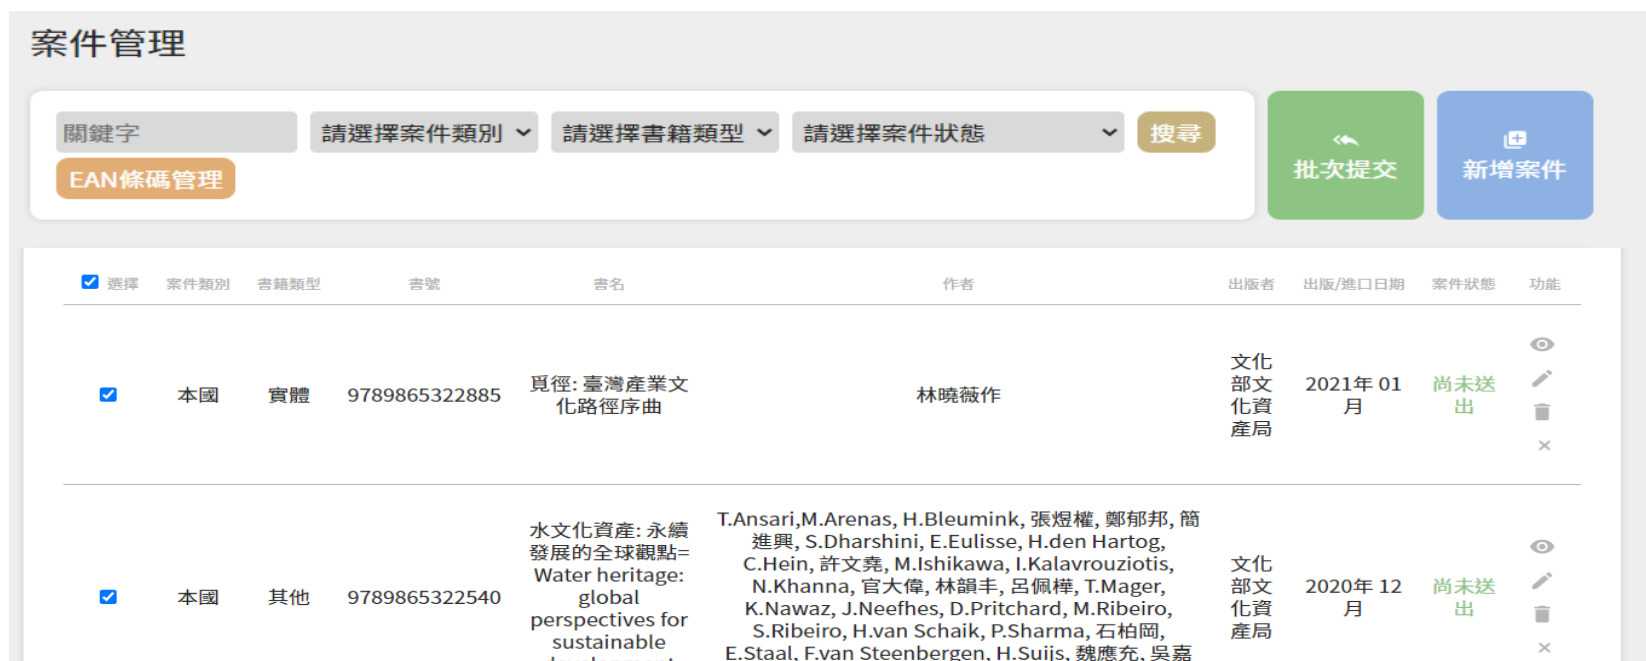 案件管理
關鍵字 請選擇案件類別 請選擇書籍類型 請選擇案件狀態 搜尋
EAN條碼管理
批次提交
新增案件
選擇 案件類別 書籍類型 書號 書名 作者 出版者 出版/進口日期 案件狀態 功能
本國 實體 9789865322885
覓徑: 臺灣產業文
化路徑序曲
林曉薇作
文化
部文
化資
產局
2021年 01
月
尚未送
出
本國 其他 9789865322540
水文化資產: 永續
發展的全球觀點=
Water heritage:
global
perspectives for
sustainable
T.Ansari,M.Arenas, H.Bleumink, 張煜權, 鄭郁邦, 簡
進興, S.Dharshini, E.Eulisse, H.den Hartog,
C.Hein, 許文堯, M.Ishikawa, I.Kalavrouziotis,
N.Khanna, 官大偉, 林韻丰, 呂佩樺, T.Mager,
K.Nawaz, J.Neefhes, D.Pritchard, M.Ribeiro,
S.Ribeiro, H.van Schaik, P.Sharma, 石柏岡,
E.Staal, F.van Steenbergen, H.Suijs, 魏應充, 吳嘉
文化
部文
化資
產局
2020年 12
月
尚未送
出